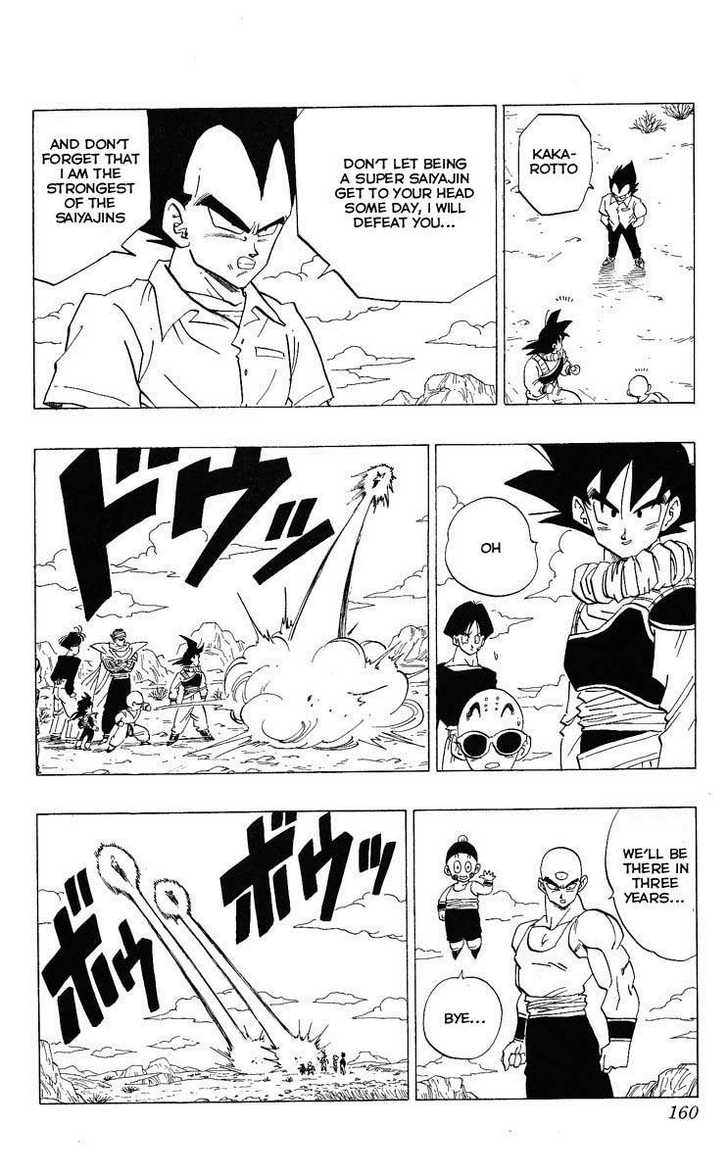 KAKA-
ROTTO
DON'T LET BEING
A SUPER SAIYAJIN
GET TO YOUR HEAD
SOME DAY, I WILL
DEFEAT YOU...
AND DON'T
FORGET THAT
I AM THE
STRONGEST
OF THE
SAIYAJINS
OH
ドウッ
WE'LL BE
THERE IN
THREE
YEARS...
BYE...
ボウッ
ボウ
160